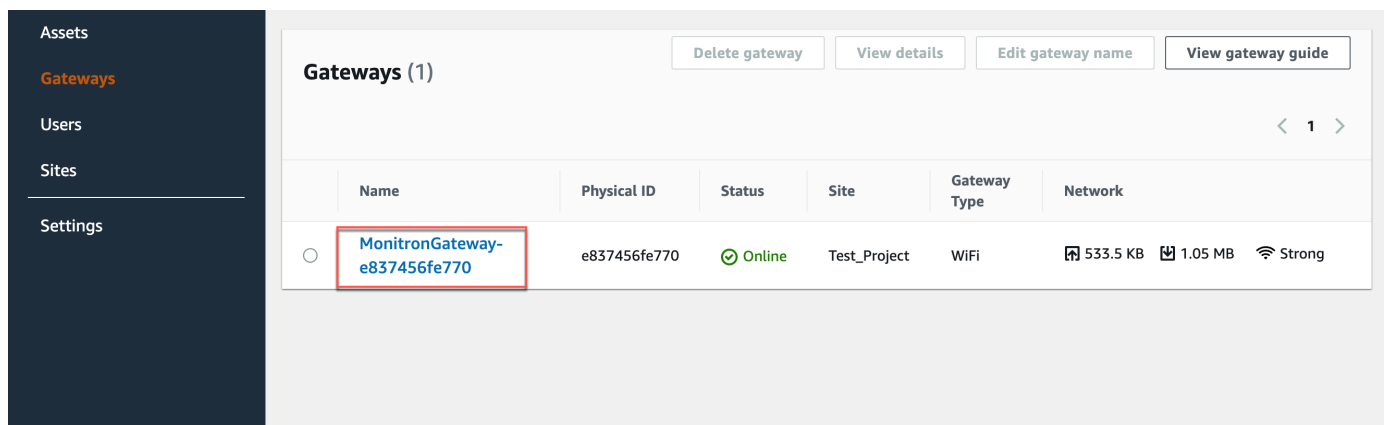 Assets
Gateways
Users
Sites
Settings
Gateways (1)
Delete gateway
View details
Edit gateway name
View gateway guide
1
Name
Physical ID
Status
Site
Gateway
Type
Network
MonitronGateway-
e837456fe770
e837456fe770
Online
Test_Project
WiFi
533.5 KB
1.05 MB
Strong